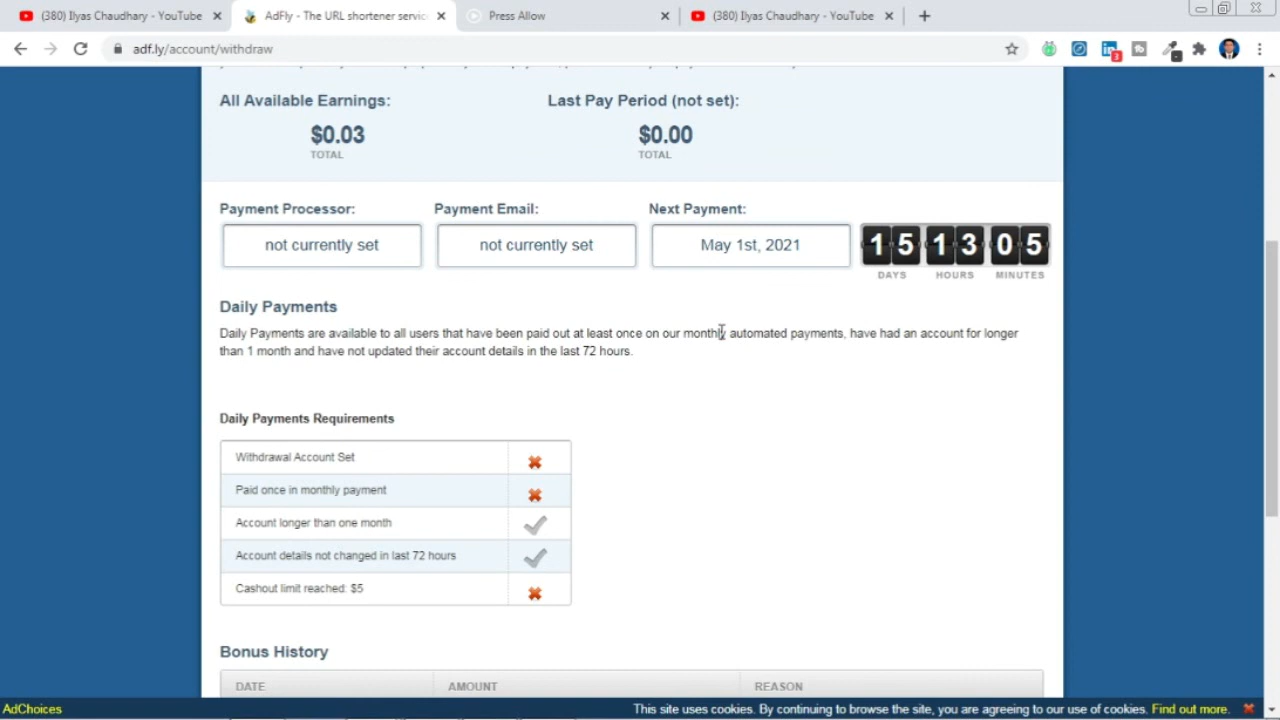 (380) Ilyas Chaudhary - YouTube
AdFly - The URL shortener servic
Press Allow
(380) Ilyas Chaudhary - YouTube
adf.ly/account/withdraw
3
All Available Earnings:
Last Pay Period (not set):
$0.03
$0.00
TOTAL
TOTAL
Payment Processor:
Payment Email:
Next Payment:
not currently set
not currently set
May 1st, 2021
15 13 05
DAYS HOURS MINUTES
Daily Payments
Daily Payments are available to all users that have been paid out at least once on our monthly automated payments, have had an account for longer
than 1 month and have not updated their account details in the last 72 hours.
Daily Payments Requirements
Withdrawal Account Set
Paid once in monthly payment
Account longer than one month
Account details not changed in last 72 hours
Cashout limit reached: $5
Bonus History
DATE AMOUNT REASON
AdChoices
This site uses cookies. By continuing to browse the site, you are agreeing to our use of cookies. Find out more.